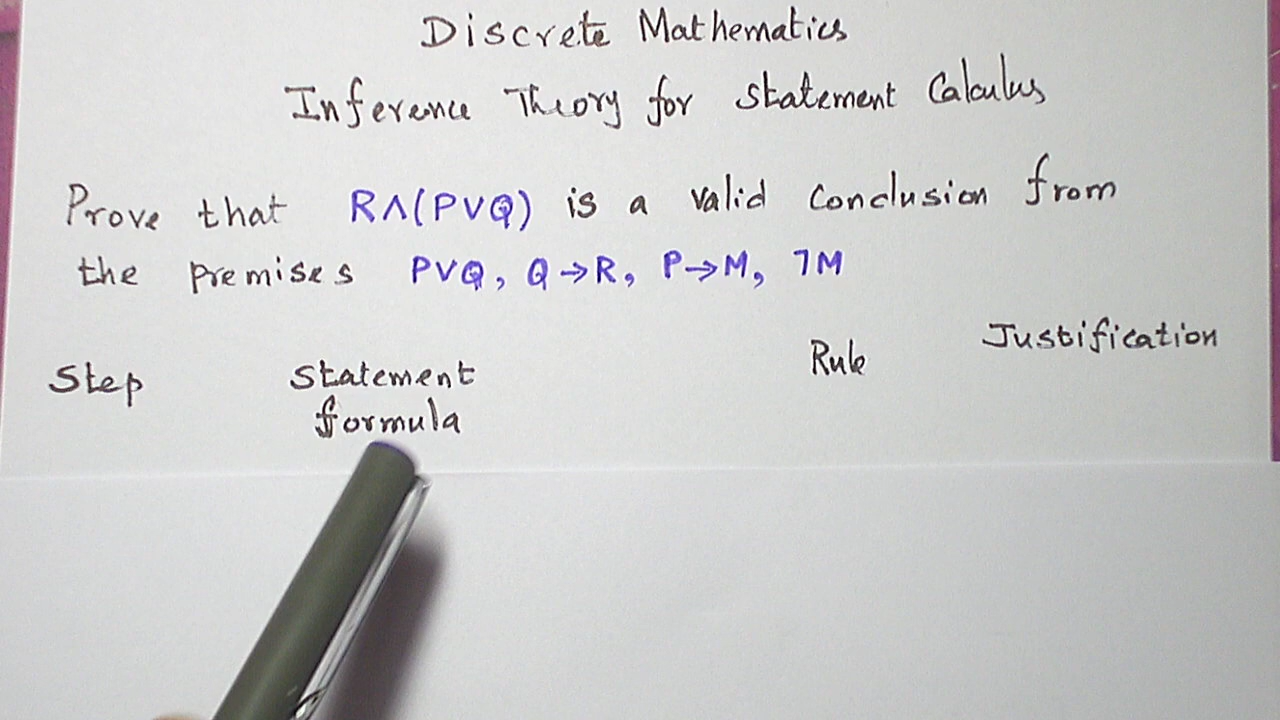 Discrete Mathematics
Inference Theory for Statement Calculus
Prove that R∧(P∨Q) is a valid conclusion from
the premises P∨Q, Q→R, P→M, ˥M
Step Statement formula Rule Justification